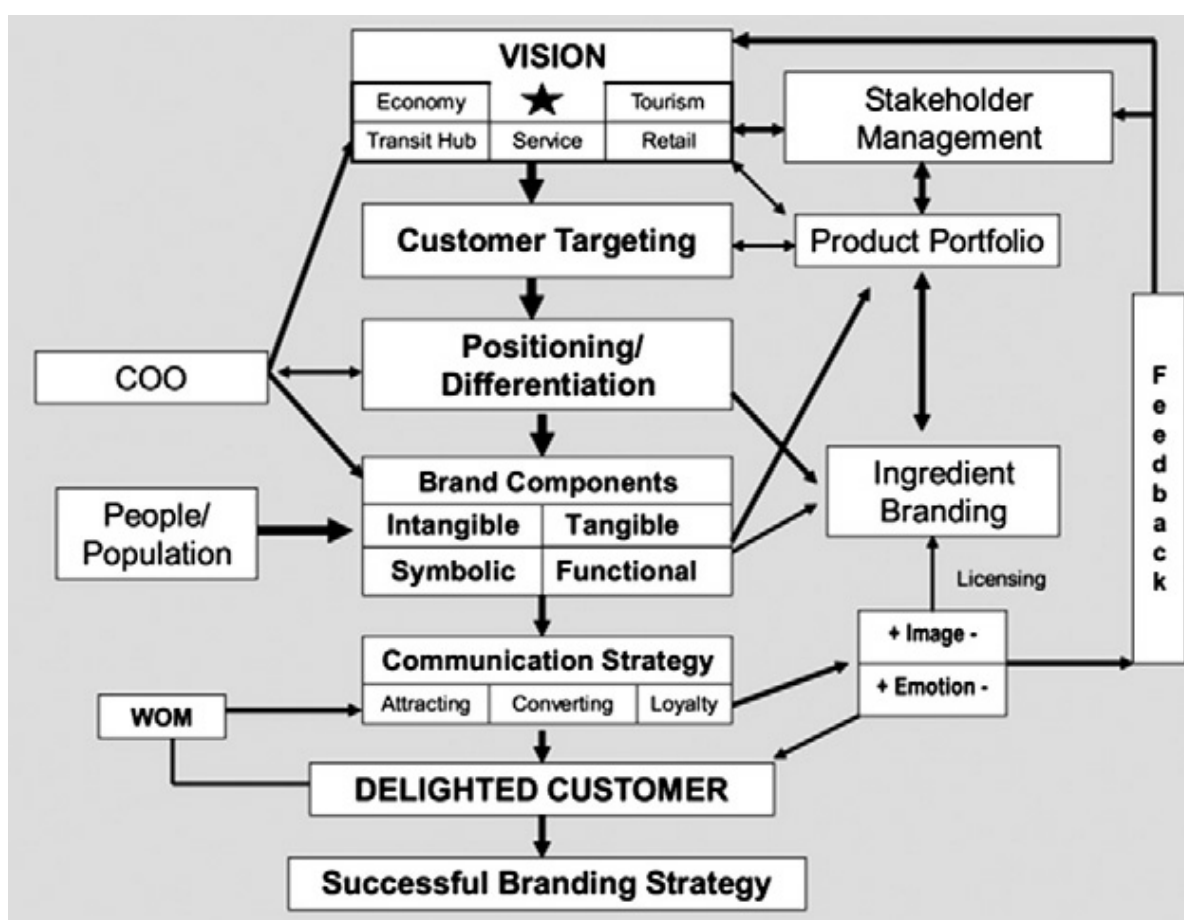 VISION
Economy
Tourism
Transit Hub
Service
Retail
Stakeholder
Management
Customer Targeting
Product Portfolio
Positioning/
Differentiation
COO
Feedback
Brand Components
Intangible
Tangible
Symbolic
Functional
Ingredient
Branding
People/
Population
Licensing
+ Image -
+ Emotion -
Communication Strategy
Attracting
Converting
Loyalty
WOM
DELIGHTED CUSTOMER
Successful Branding Strategy